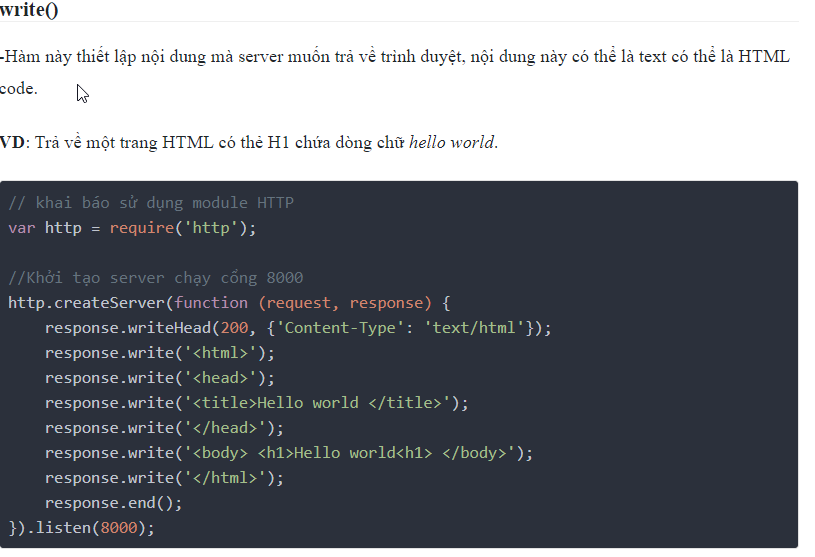 write()
-Hàm này thiết lập nội dung mà server muốn trả về trình duyệt, nội dung này có thể là text có thể là HTML
code.
VD: Trả về một trang HTML có thẻ H1 chứa dòng chữ hello world.
// khai báo sử dụng module HTTP
var http = require('http');
//Khởi tạo server chạy cổng 8000
http.createServer(function (request, response) {
    response.writeHead(200, {'Content-Type': 'text/html'});
    response.write('<html>');
    response.write('<head>');
    response.write('<title>Hello world </title>');
    response.write('</head>');
    response.write('<body> <h1>Hello world<h1> </body>');
    response.write('</html>');
    response.end();
}).listen(8000);